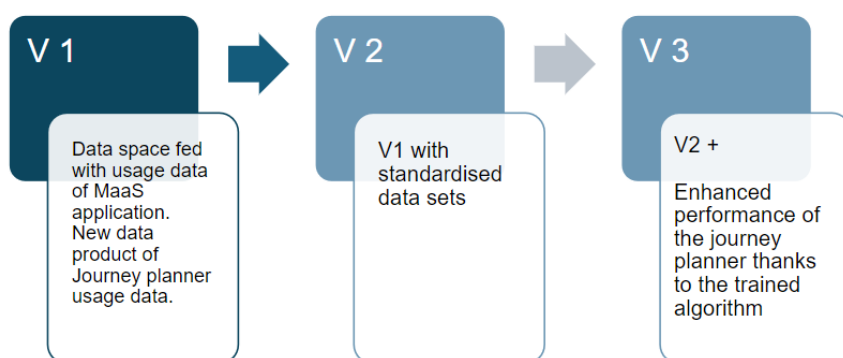 V 1
Data space fed
with usage data
of MaaS
application.
New data
product of
Journey planner
usage data.
V 2
V1 with
standardised
data sets
V 3
V2 +
Enhanced
performance of
the journey
planner thanks
to the trained
algorithm